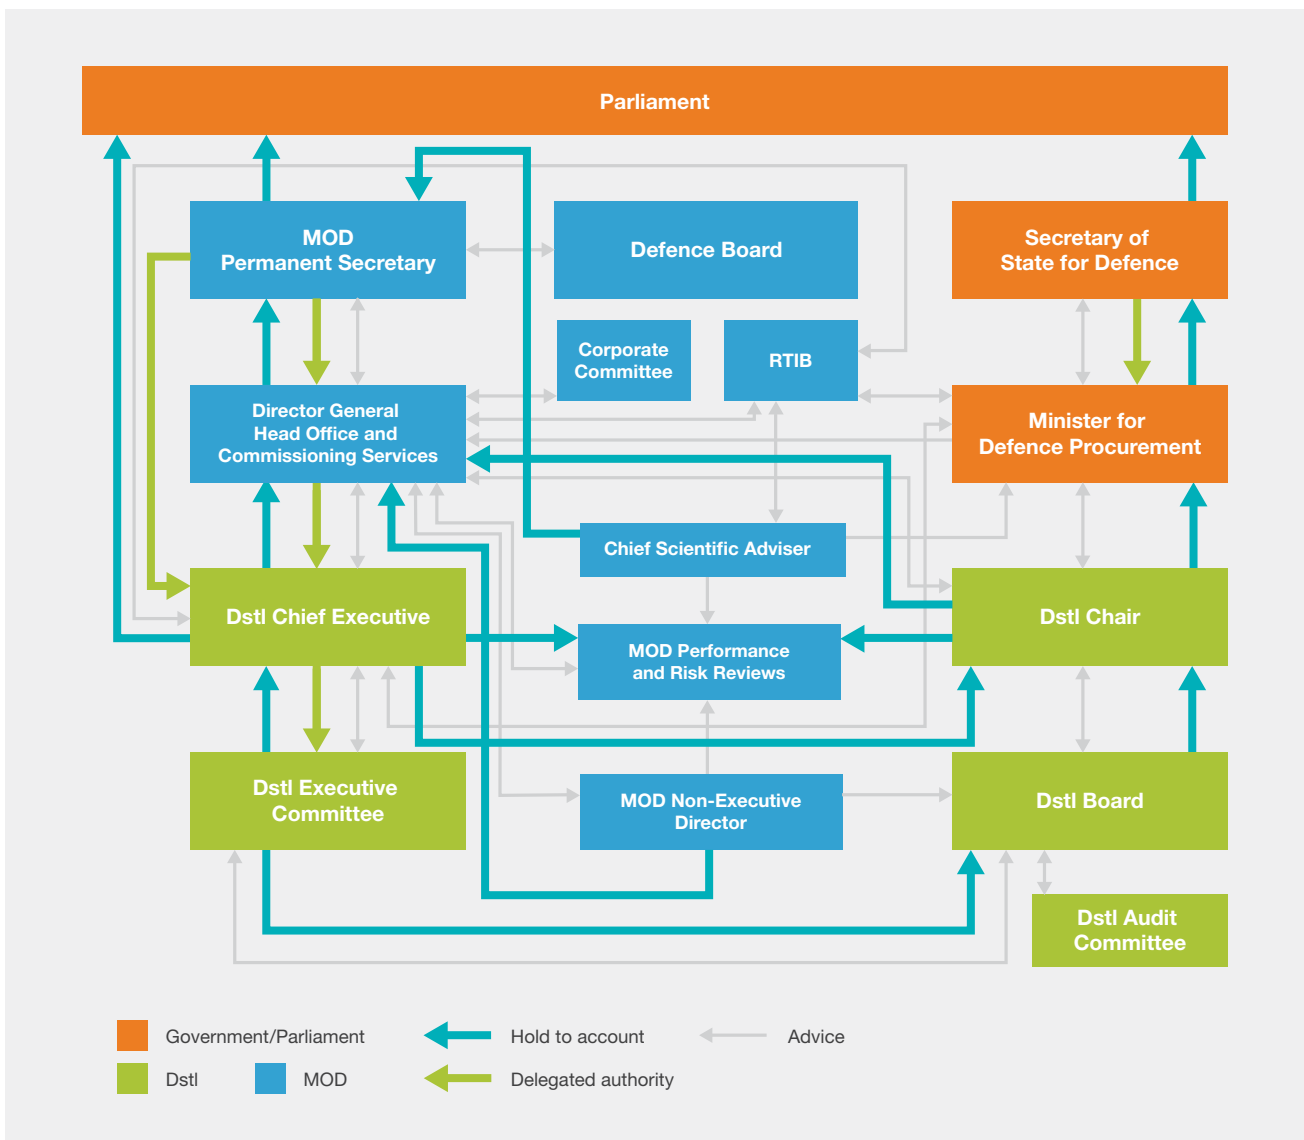 Parliament
MOD
Permanent Secretary
Defence Board
Secretary of
State for Defence
Corporate
Committee
RTIB
Director General
Head Office and
Commissioning Services
Minister for
Defence Procurement
Chief Scientific Adviser
Dstl Chief Executive
MOD Performance
and Risk Reviews
Dstl Chair
Dstl Executive
Committee
MOD Non-Executive
Director
Dstl Board
Dstl Audit
Committee
Government/Parliament
Hold to account
Advice
Dstl
MOD
Delegated authority